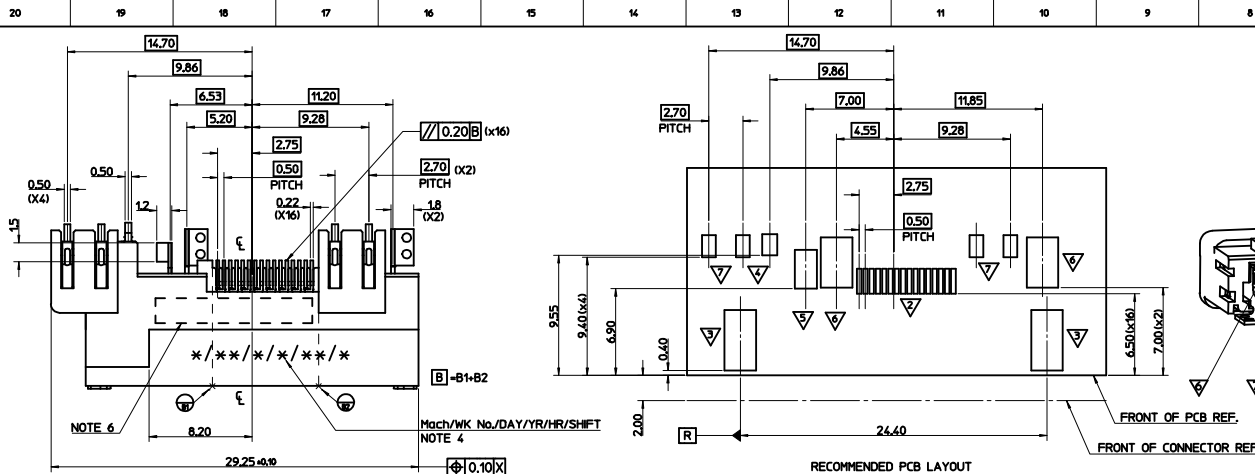 20 19 18 17 16 15 14 13 12 11 10 9 8
14.70
9.86
6.53 11.20
5.20 9.28
2.75
0.50
PITCH
0.22
(X16)
// 0.20 B (x16)
2.70 (X2)
PITCH
1.8
(X2)
0.50
0.50
(X4)
1.2
1.5
℄
*/**/*/*/**/*
B =B1+B2
B1 B2
℄
NOTE 6
8.20
29.25 ±0.10
Mach/WK No./DAY/YR/HR/SHIFT
NOTE 4
⌖ 0.10 X
14.70
9.86
7.00 11.85
2.70
PITCH
4.55 9.28
2.75
0.50
PITCH
7 4 5 6 2 7 6
3 3
9.55
9.40(x4)
6.90
0.40
6.50(x16)
7.00(x2)
2.00
R
24.40
FRONT OF PCB REF.
FRONT OF CONNECTOR REF
RECOMMENDED PCB LAYOUT
6